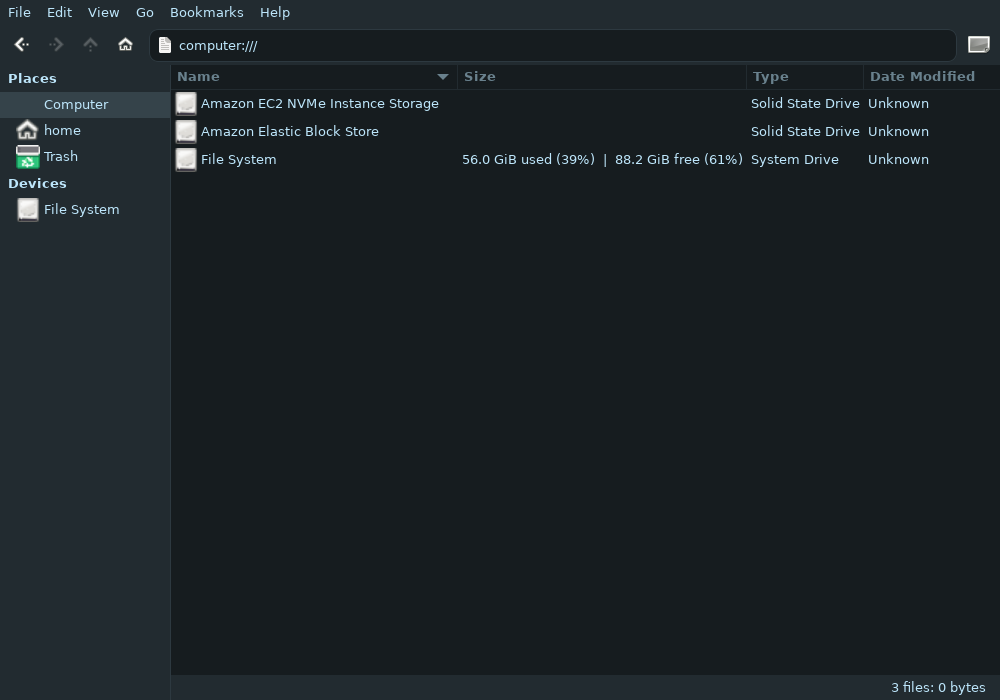 File Edit View Go Bookmarks Help
computer:///
Places
Computer
home
Trash
Devices
File System
Name Size Type Date Modified
Amazon EC2 NVMe Instance Storage Solid State Drive Unknown
Amazon Elastic Block Store Solid State Drive Unknown
File System 56.0 GiB used (39%) | 88.2 GiB free (61%) System Drive Unknown
3 files: 0 bytes